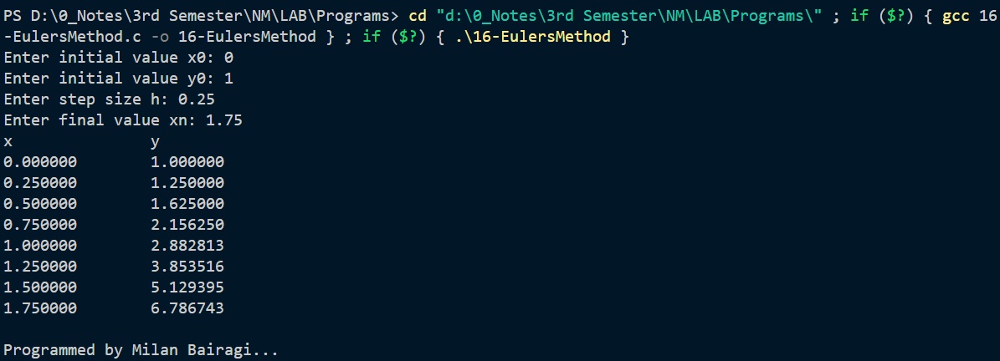 PS D:\0_Notes\3rd Semester\NM\LAB\Programs> cd "d:\0_Notes\3rd Semester\NM\LAB\Programs\" ; if ($?) { gcc 16
-EulersMethod.c -o 16-EulersMethod } ; if ($?) { .\16-EulersMethod }
Enter initial value x0: 0
Enter initial value y0: 1
Enter step size h: 0.25
Enter final value xn: 1.75
x y
0.000000 1.000000
0.250000 1.250000
0.500000 1.625000
0.750000 2.156250
1.000000 2.882813
1.250000 3.853516
1.500000 5.129395
1.750000 6.786743
Programmed by Milan Bairagi...